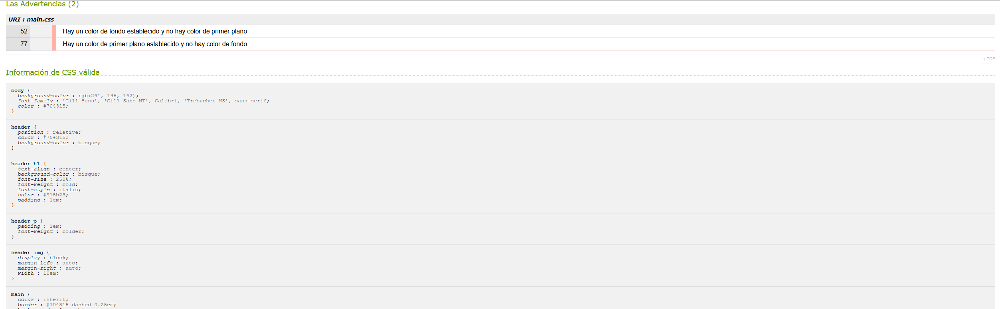 Las Advertencias (2)
URI : main.css
52 Hay un color de fondo establecido y no hay color de primer plano
77 Hay un color de primer plano establecido y no hay color de fondo
↑ TOP
Información de CSS válida
body {
background-color : rgb(241, 195, 142);
font-family : 'Gill Sans', 'Gill Sans MT', Calibri, 'Trebuchet MS', sans-serif;
color : #704315;
}
header {
position : relative;
color : #704315;
background-color : bisque;
}
header h1 {
text-align : center;
background-color : bisque;
font-size : 250%;
font-weight : bold;
font-style : italic;
color : #915b23;
padding : 1em;
}
header p {
padding : 1em;
font-weight : bolder;
}
header img {
display : block;
margin-left : auto;
margin-right : auto;
width : 10em;
}
main {
color : inherit;
border : #704315 dashed 0.25em;